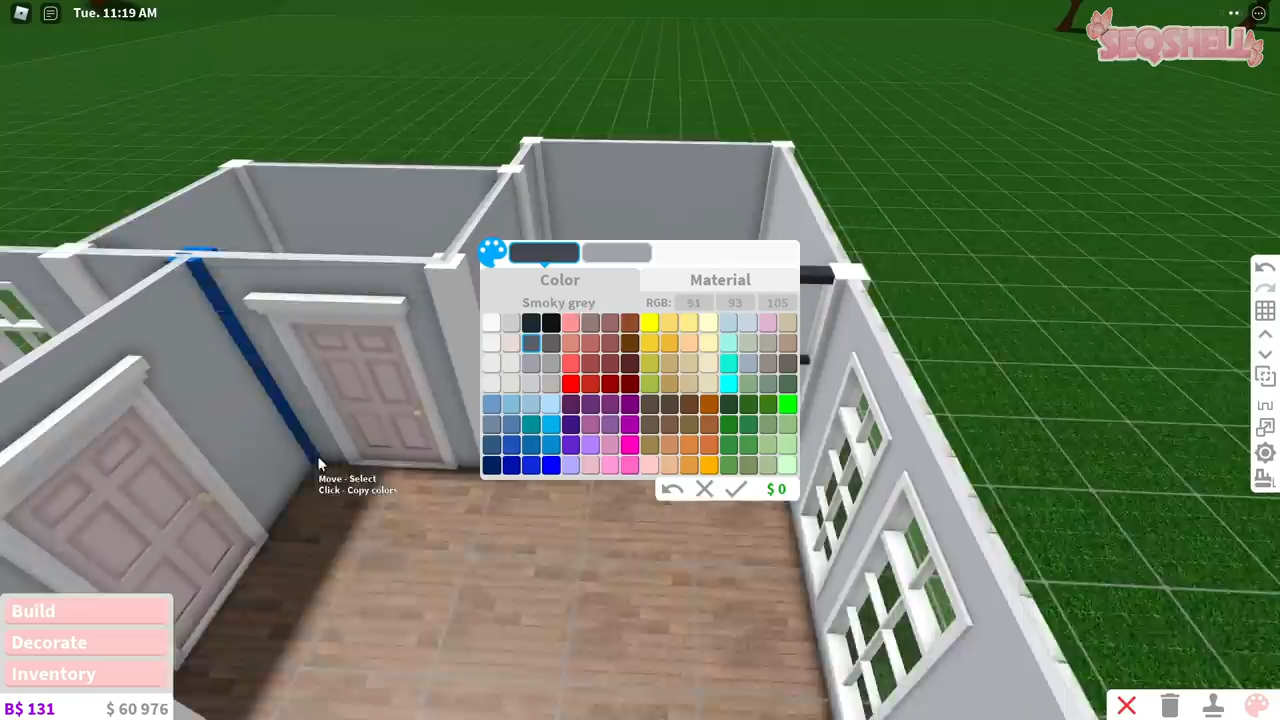 Tue. 11:19 AM
SEQSHELL
Color
Material
Smoky grey
RGB: 91 93 105
Move - Select
Click - Copy colors
$ 0
Build
Decorate
Inventory
B$ 131
$ 60 976